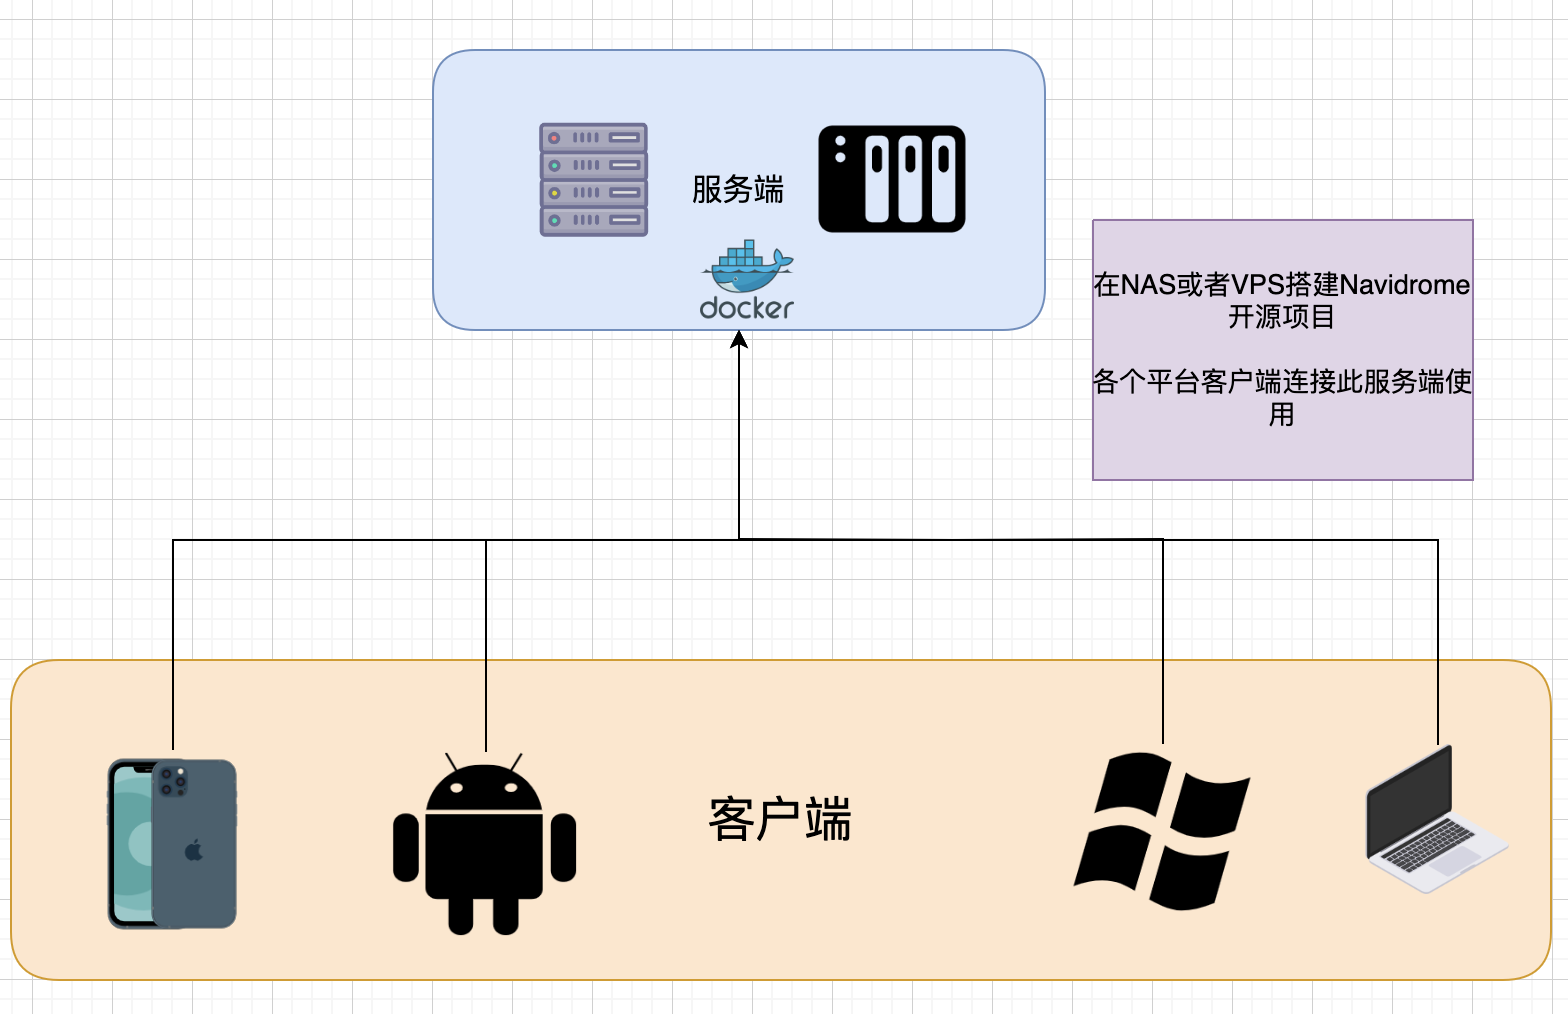 服务端
docker
在NAS或者VPS搭建Navidrome
开源项目
各个平台客户端连接此服务端使
用
客户端